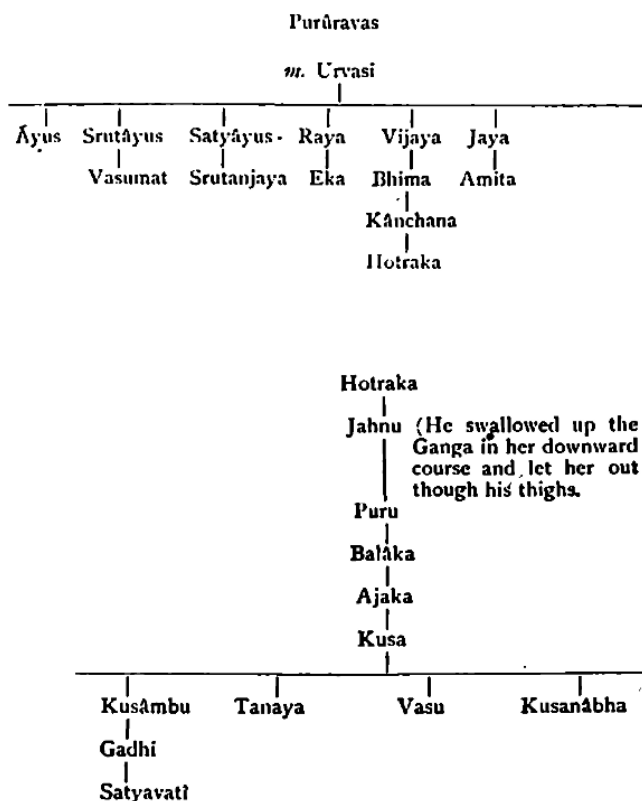 Purûravas
m. Urvasi
Âyus Srutâyus Satyâyus Raya Vijaya Jaya
Vasumat Srutanjaya Eka Bhima Amita
Kânchana
Hotraka
Hotraka
Jahnu (He swallowed up the
Ganga in her downward
course and let her out
though his thighs.
Puru
Balâka
Ajaka
Kusa
Kusâmbu Tanaya Vasu Kusanâbha
Gadhi
Satyavatî